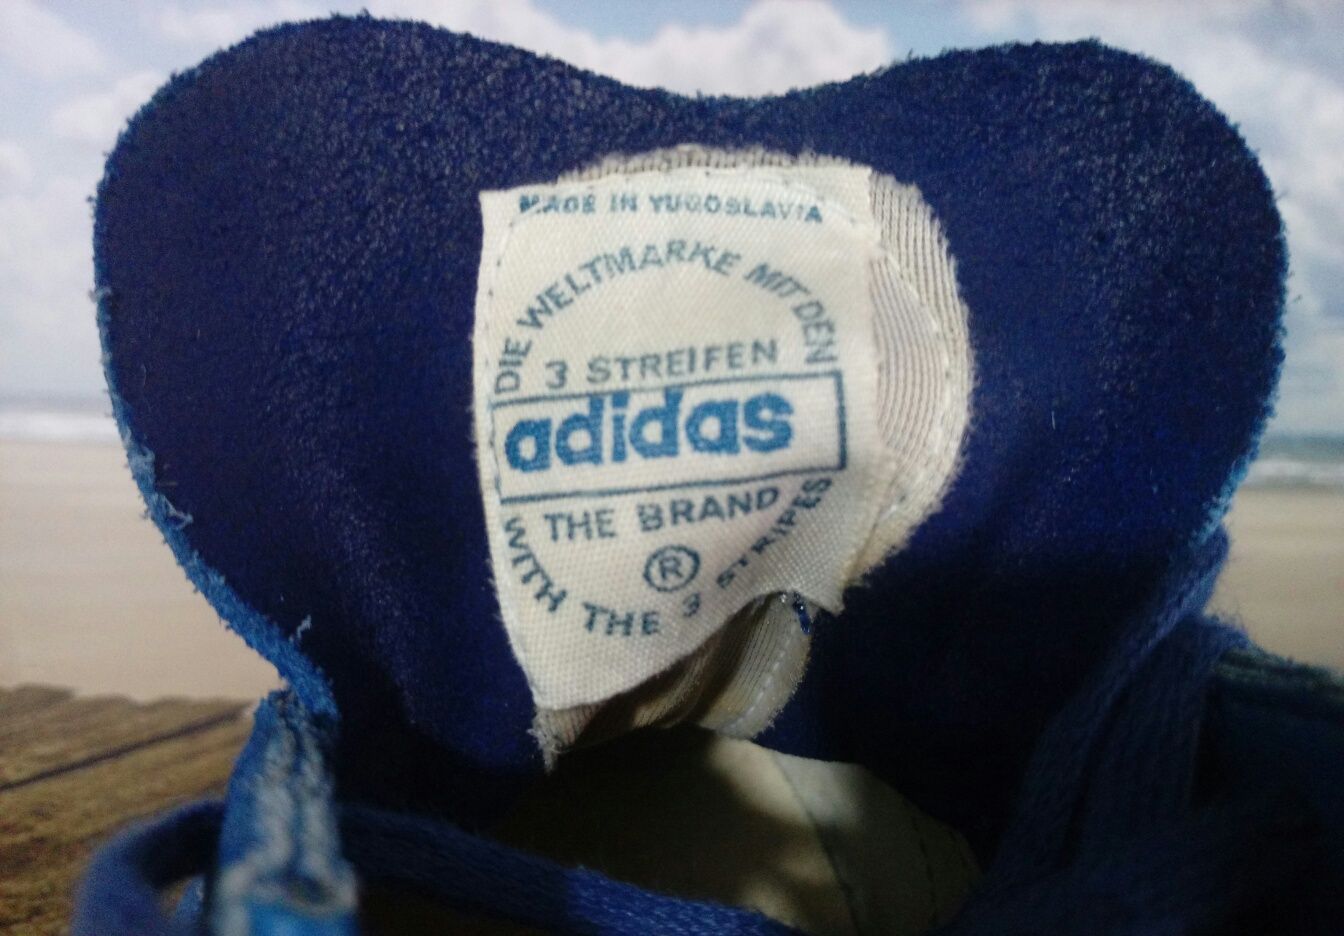 MADE IN YUGOSLAVIA
DIE WELTMARKE MIT DEN
3 STREIFEN
adidas
THE BRAND
WITH THE 3 STRIPES
®